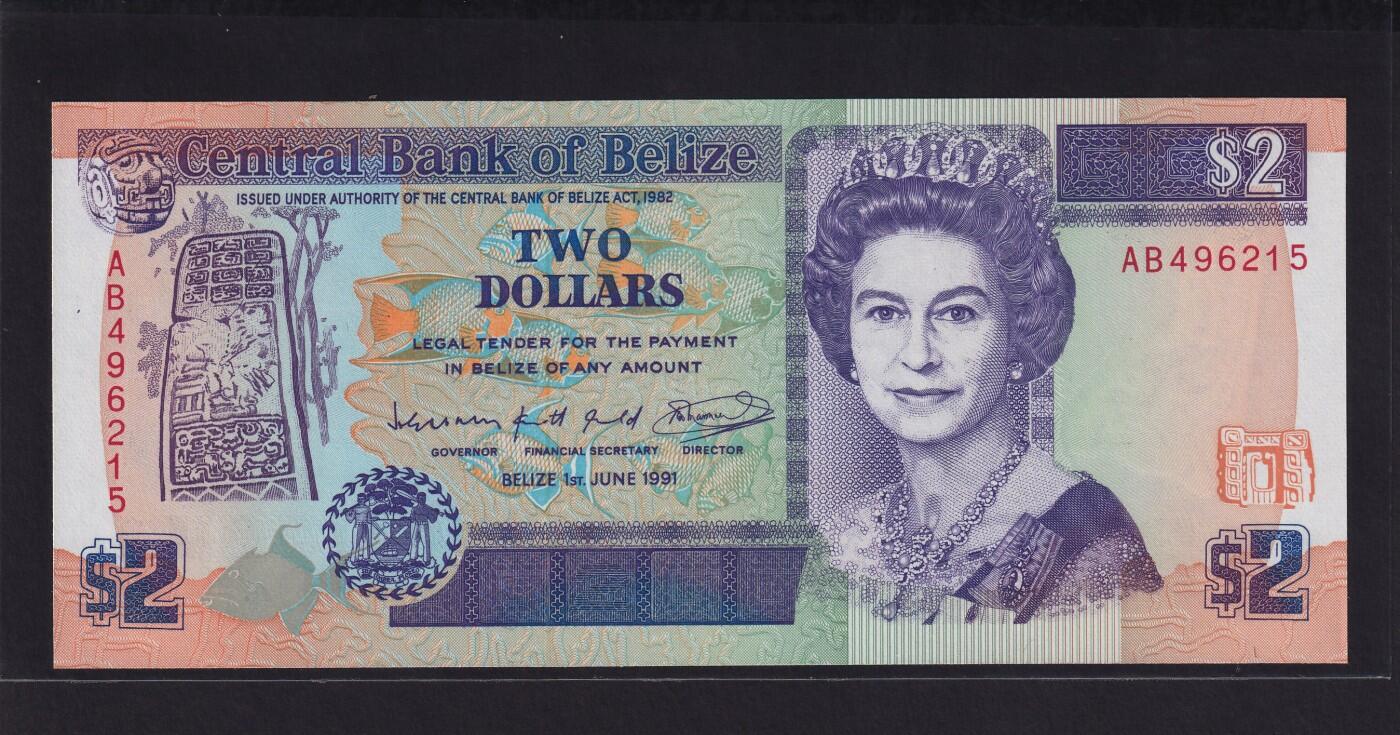 Central Bank of Belize
$2
ISSUED UNDER AUTHORITY OF THE CENTRAL BANK OF BELIZE ACT, 1982
TWO
DOLLARS
AB496215
AB496215
LEGAL TENDER FOR THE PAYMENT
IN BELIZE OF ANY AMOUNT
GOVERNOR FINANCIAL SECRETARY DIRECTOR
BELIZE 1ST. JUNE 1991
$2
$2